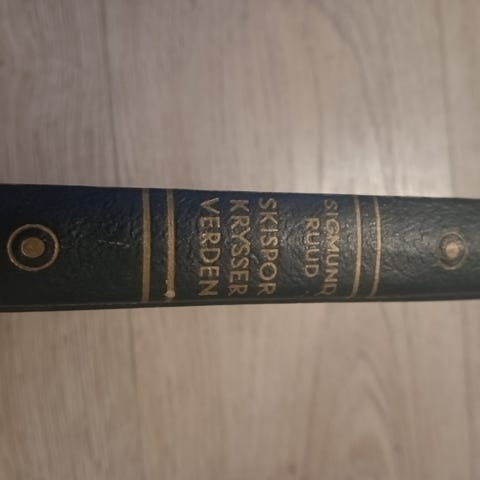 SIGMUND
RUUD
SKISPOR
KRYSSER
VERDEN